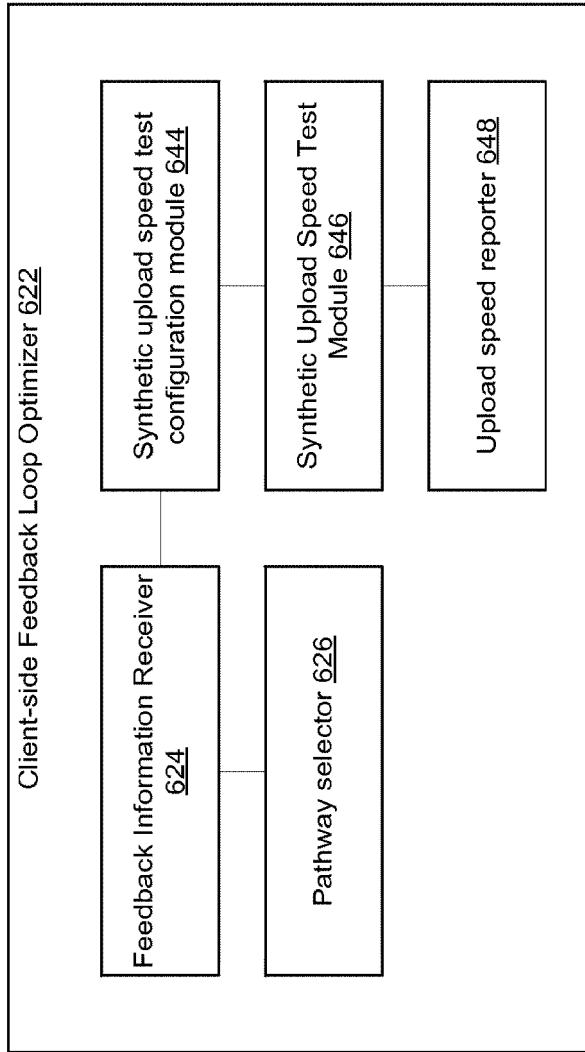 Client-side Feedback Loop Optimizer 622
Feedback Information Receiver
624
Pathway selector 626
Synthetic upload speed test
configuration module 644
Synthetic Upload Speed Test
Module 646
Upload speed reporter 648